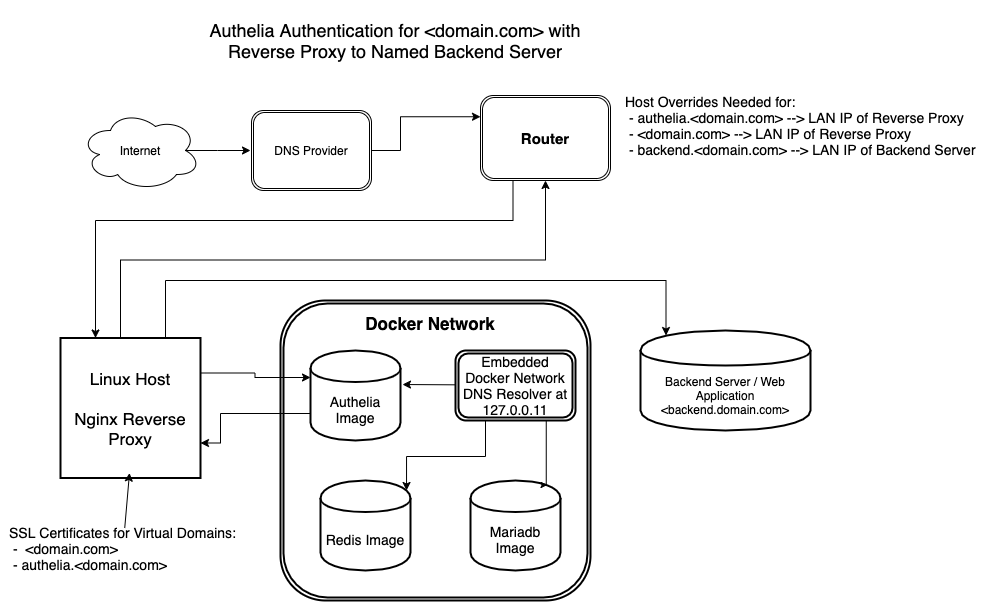 Authelia Authentication for <domain.com> with
Reverse Proxy to Named Backend Server
Host Overrides Needed for:
- authelia.<domain.com> --> LAN IP of Reverse Proxy
- <domain.com> --> LAN IP of Reverse Proxy
- backend.<domain.com> --> LAN IP of Backend Server
Internet
DNS Provider
Router
Docker Network
Linux Host
Nginx Reverse
Proxy
Authelia
Image
Embedded
Docker Network
DNS Resolver at
127.0.0.11
Backend Server / Web
Application
<backend.domain.com>
Redis Image
Mariadb
Image
SSL Certificates for Virtual Domains:
- <domain.com>
- authelia.<domain.com>